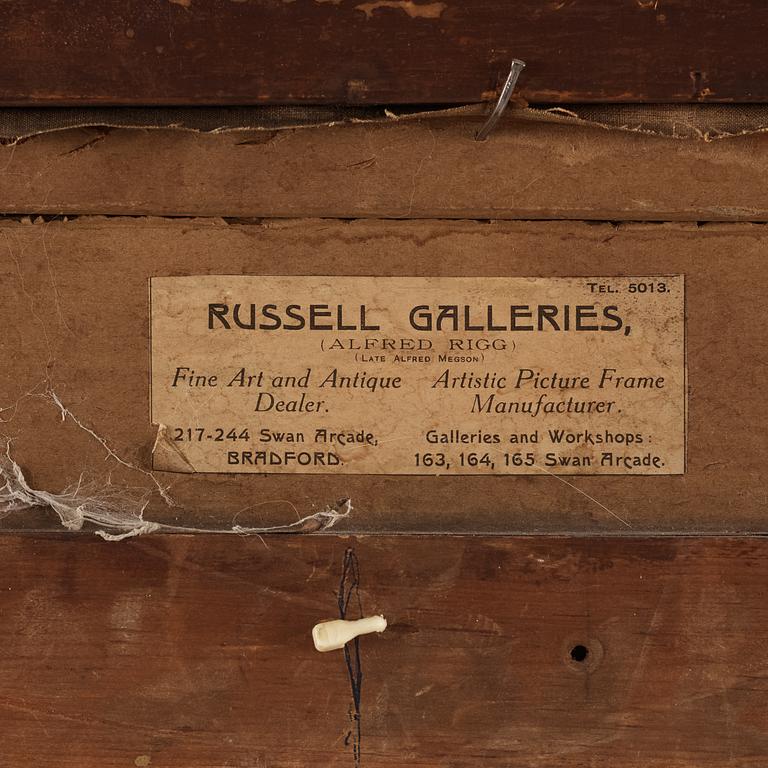 Tel. 5013.
RUSSELL GALLERIES,
(ALFRED RIGG)
(Late Alfred Megson)
Fine Art and Antique Dealer.
Artistic Picture Frame Manufacturer.
217-244 Swan Arcade,
BRADFORD.
Galleries and Workshops:
163, 164, 165 Swan Arcade.